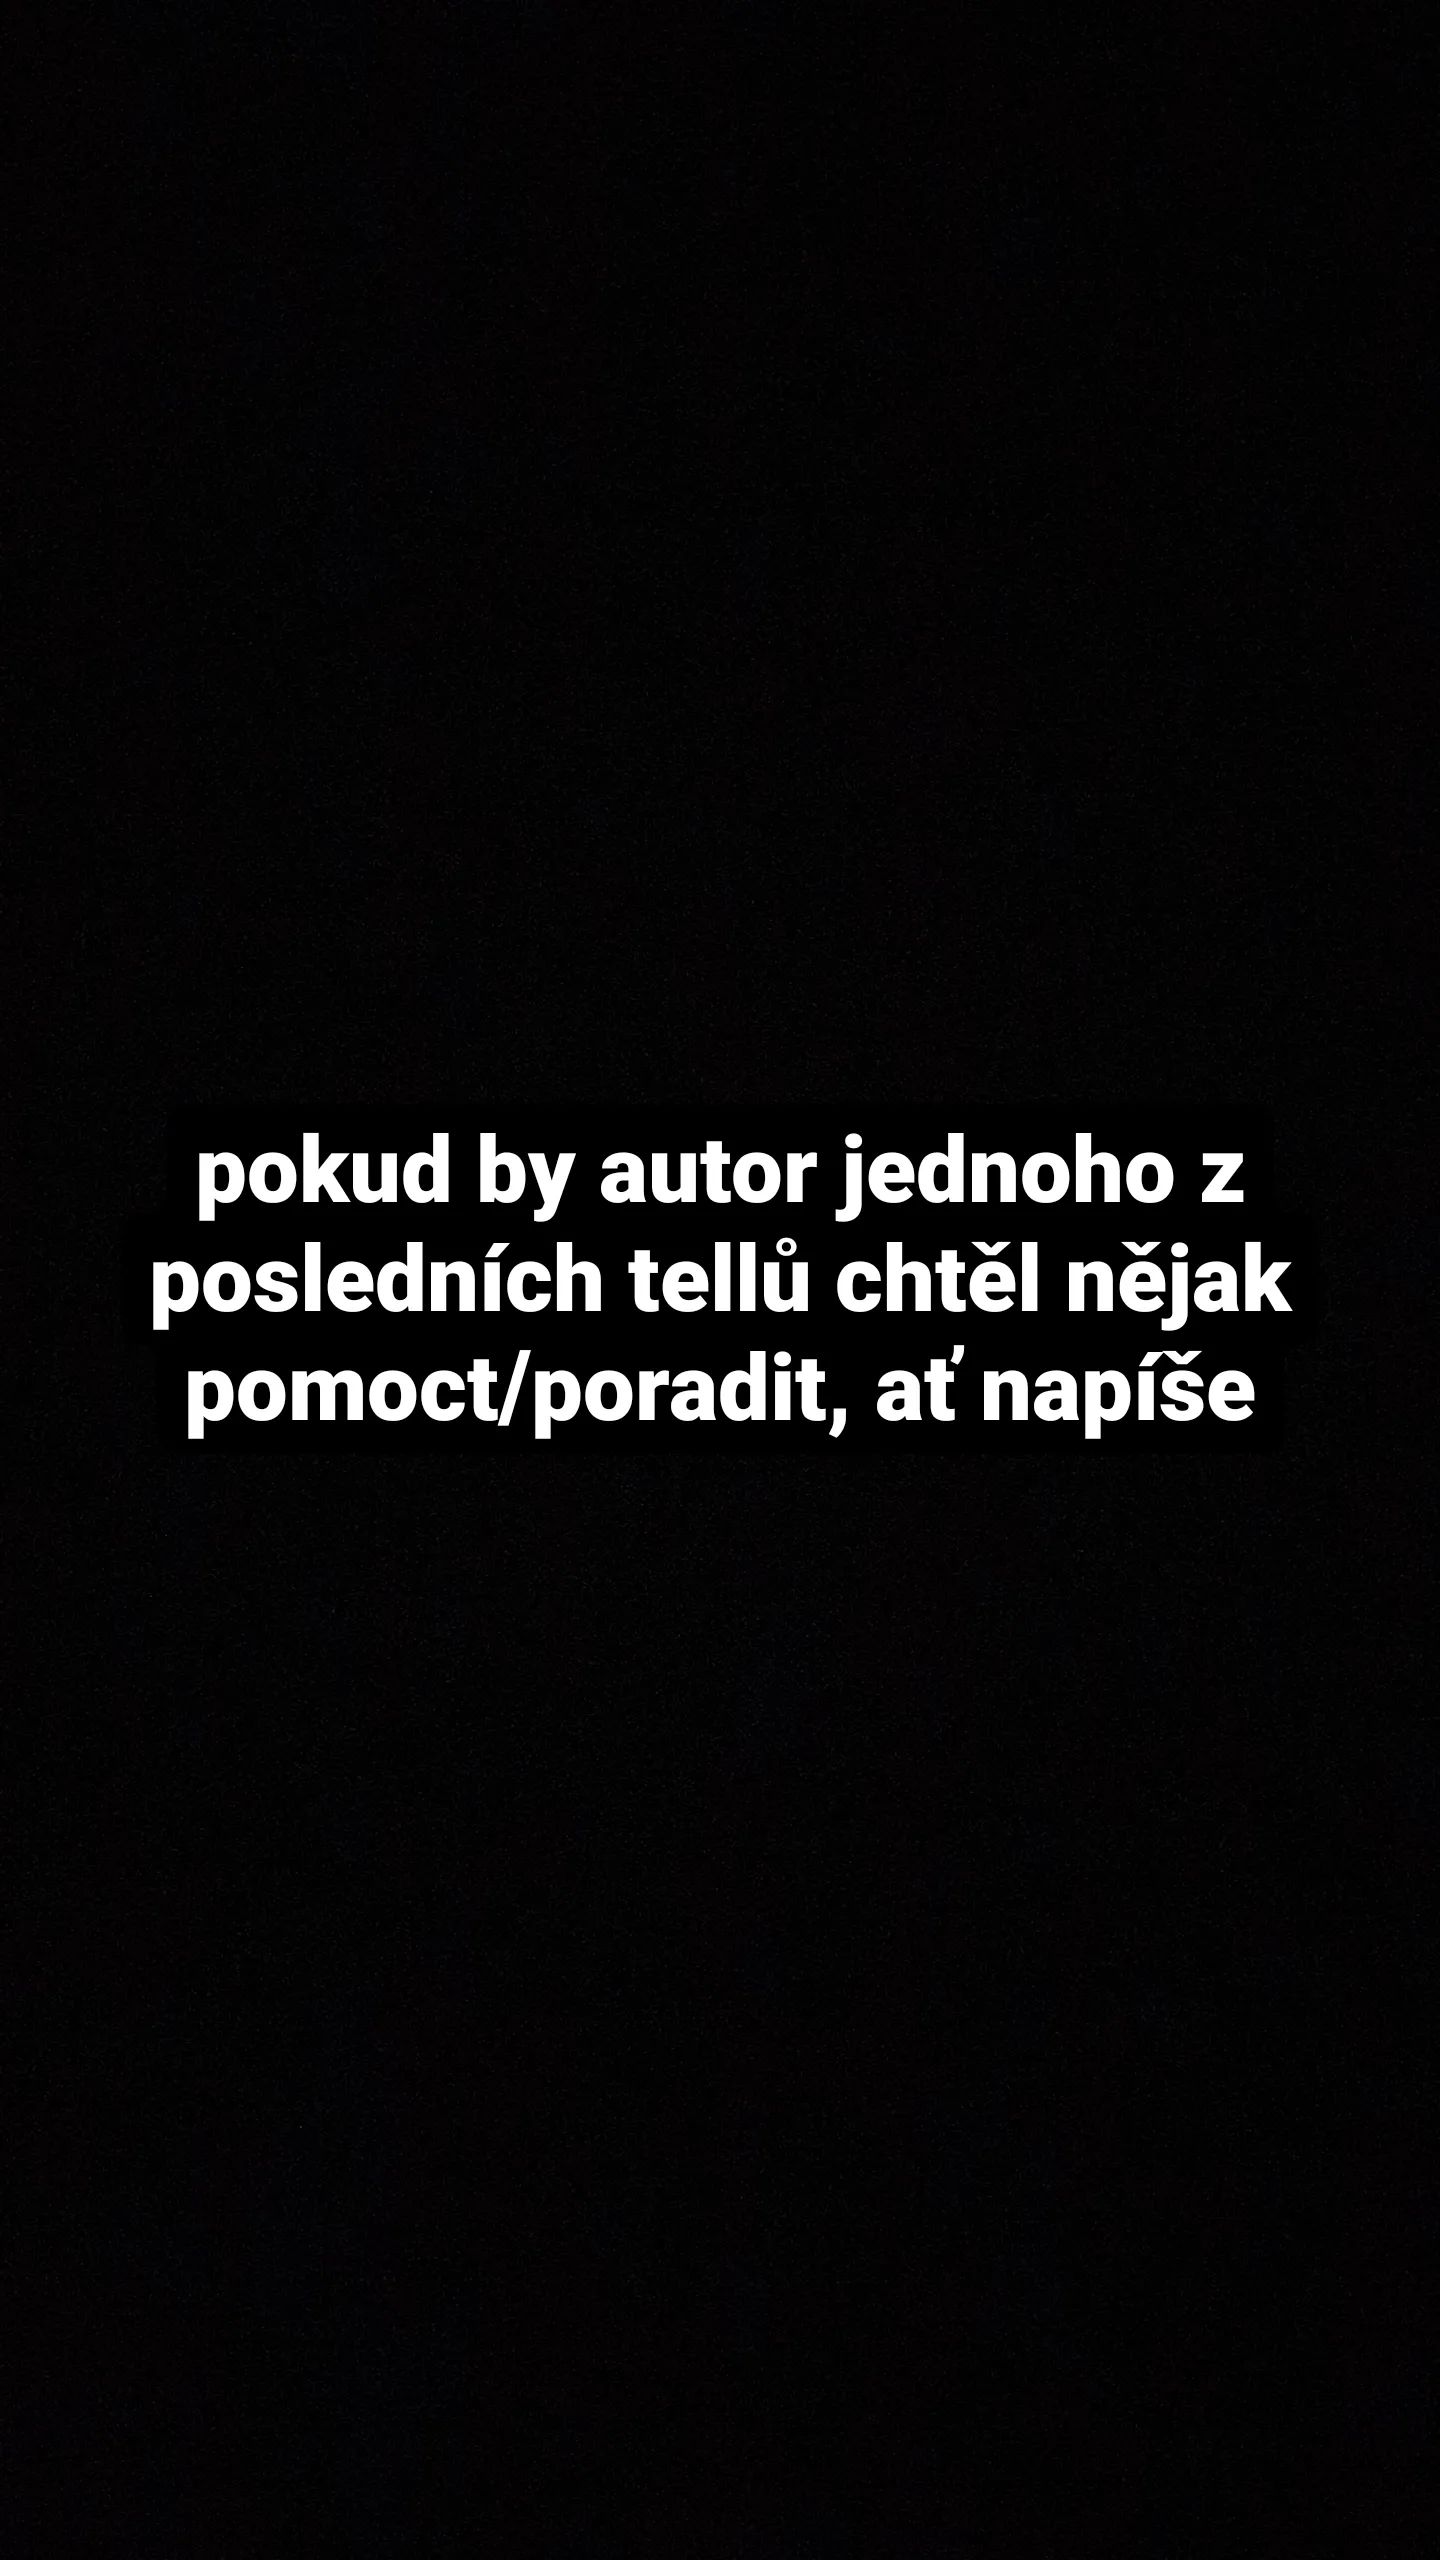 pokud by autor jednoho z
posledních tellů chtěl nějak
pomoct/poradit, ať napíše